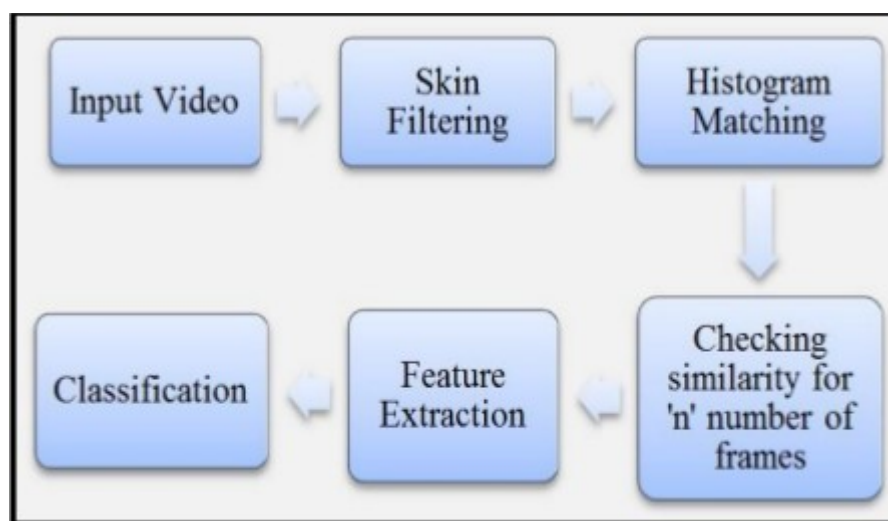 Input Video
Skin
Filtering
Histogram
Matching
Checking
similarity for
'n' number of
frames
Feature
Extraction
Classification